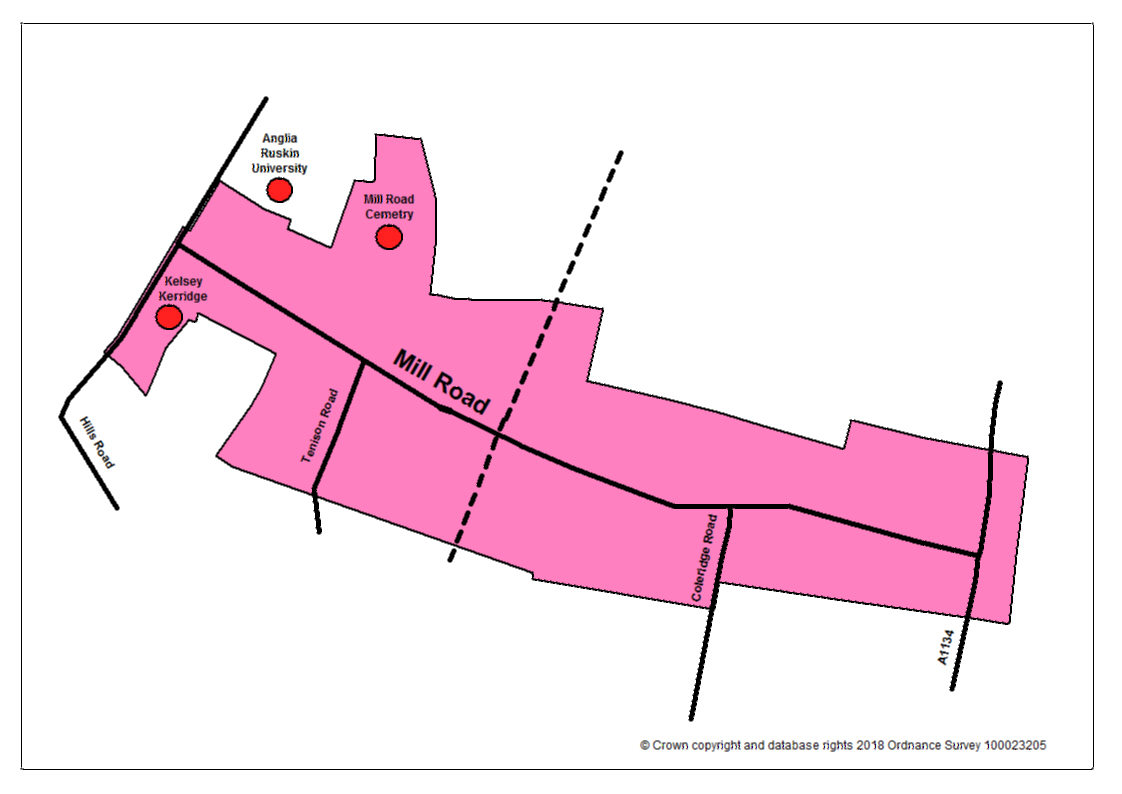 Anglia
Ruskin
University
Mill Road
Cemetry
Kelsey
Kerridge
Mill Road
Hills Road
Tenison Road
Coleridge Road
A1134
© Crown copyright and database rights 2018 Ordnance Survey 100023205